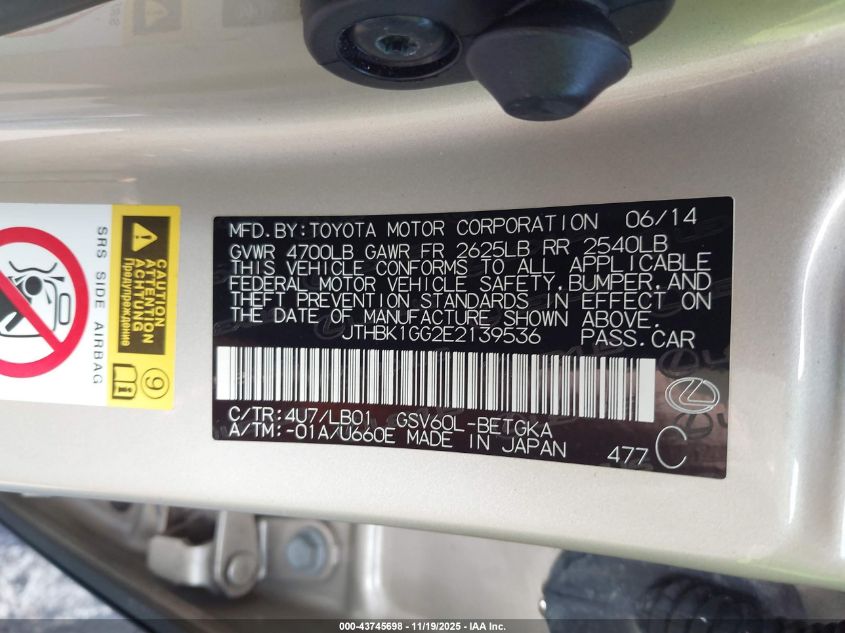 MFD.BY:TOYOTA MOTOR CORPORATION 06/14
GVWR 4700LB GAWR FR 2625LB RR 2540LB
THIS VEHICLE CONFORMS TO ALL APPLICABLE
FEDERAL MOTOR VEHICLE SAFETY,BUMPER,AND
THEFT PREVENTION STANDARDS IN EFFECT ON
THE DATE OF MANUFACTURE SHOWN ABOVE.
JTHBK1GG2E2139536 PASS.CAR
C/TR:4U7/LB01 GSV60L-BETGKA
A/TM:-01A/U660E MADE IN JAPAN
477 C
CAUTION
ATTENTION
ACHTUNG
Предупреждение
SRS SIDE AIRBAG
9
000-43745698 - 11/19/2025 - IAA Inc.